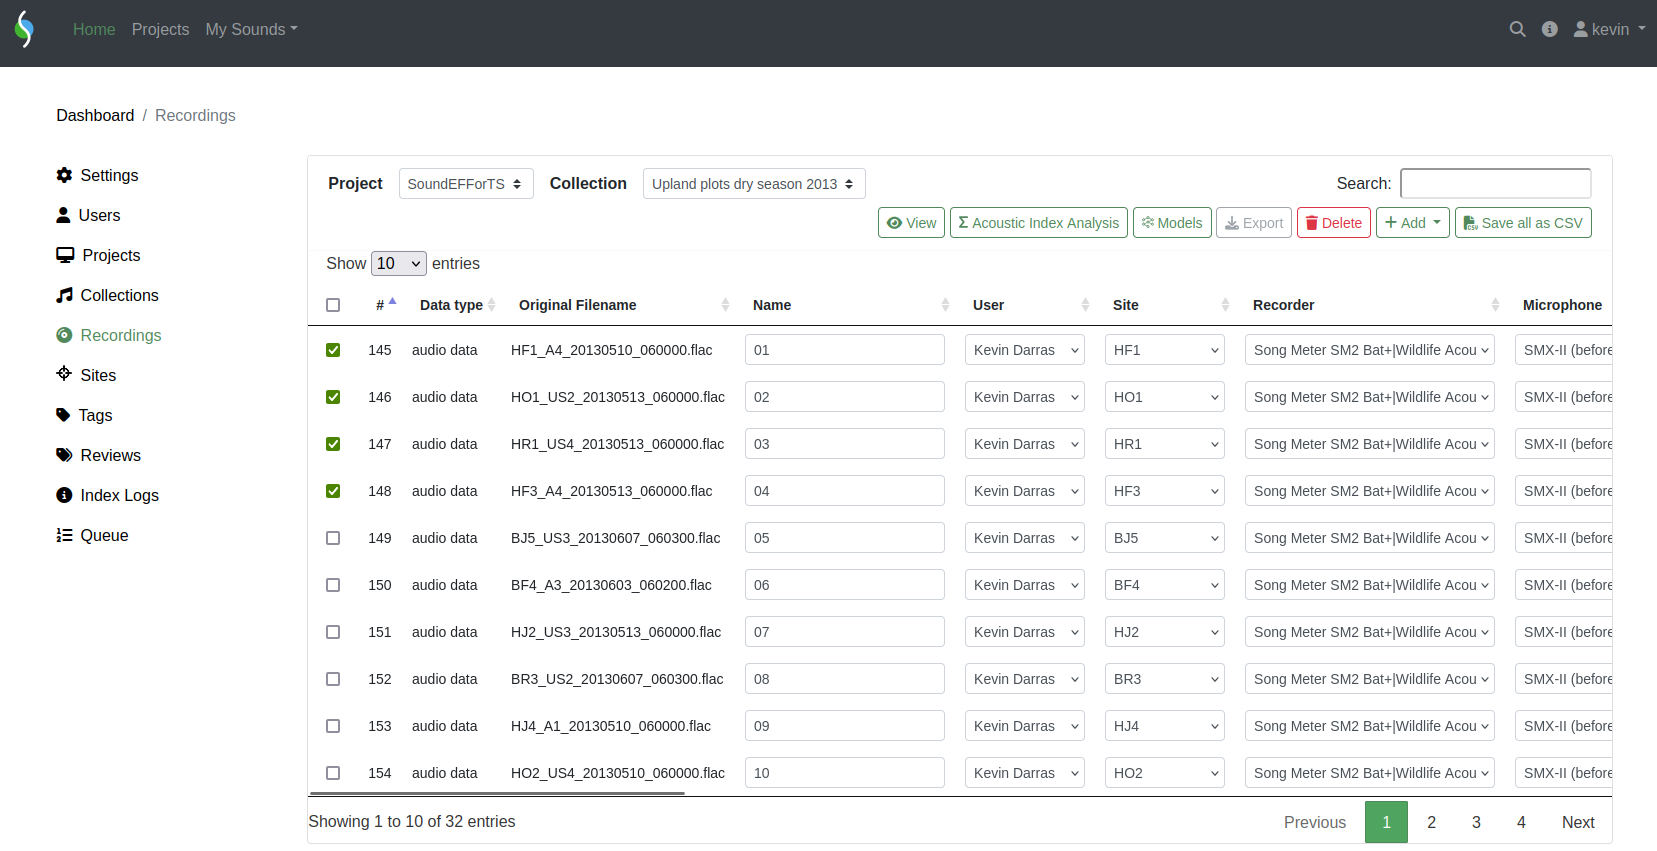 Home Projects My Sounds kevin
Dashboard / Recordings
Settings
Users
Projects
Collections
Recordings
Sites
Tags
Reviews
Index Logs
Queue
Project SoundEFForTS Collection Upland plots dry season 2013 Search:
View Σ Acoustic Index Analysis Models Export Delete + Add Save all as CSV
Show 10 entries
# Data type Original Filename Name User Site Recorder Microphone
145 audio data HF1_A4_20130510_060000.flac 01 Kevin Darras HF1 Song Meter SM2 Bat+|Wildlife Acou SMX-II (before
146 audio data HO1_US2_20130513_060000.flac 02 Kevin Darras HO1 Song Meter SM2 Bat+|Wildlife Acou SMX-II (before
147 audio data HR1_US4_20130513_060000.flac 03 Kevin Darras HR1 Song Meter SM2 Bat+|Wildlife Acou SMX-II (before
148 audio data HF3_A4_20130513_060000.flac 04 Kevin Darras HF3 Song Meter SM2 Bat+|Wildlife Acou SMX-II (before
149 audio data BJ5_US3_20130607_060300.flac 05 Kevin Darras BJ5 Song Meter SM2 Bat+|Wildlife Acou SMX-II (before
150 audio data BF4_A3_20130603_060200.flac 06 Kevin Darras BF4 Song Meter SM2 Bat+|Wildlife Acou SMX-II (before
151 audio data HJ2_US3_20130513_060000.flac 07 Kevin Darras HJ2 Song Meter SM2 Bat+|Wildlife Acou SMX-II (before
152 audio data BR3_US2_20130607_060300.flac 08 Kevin Darras BR3 Song Meter SM2 Bat+|Wildlife Acou SMX-II (before
153 audio data HJ4_A1_20130510_060000.flac 09 Kevin Darras HJ4 Song Meter SM2 Bat+|Wildlife Acou SMX-II (before
154 audio data HO2_US4_20130510_060000.flac 10 Kevin Darras HO2 Song Meter SM2 Bat+|Wildlife Acou SMX-II (before
Showing 1 to 10 of 32 entries Previous 1 2 3 4 Next